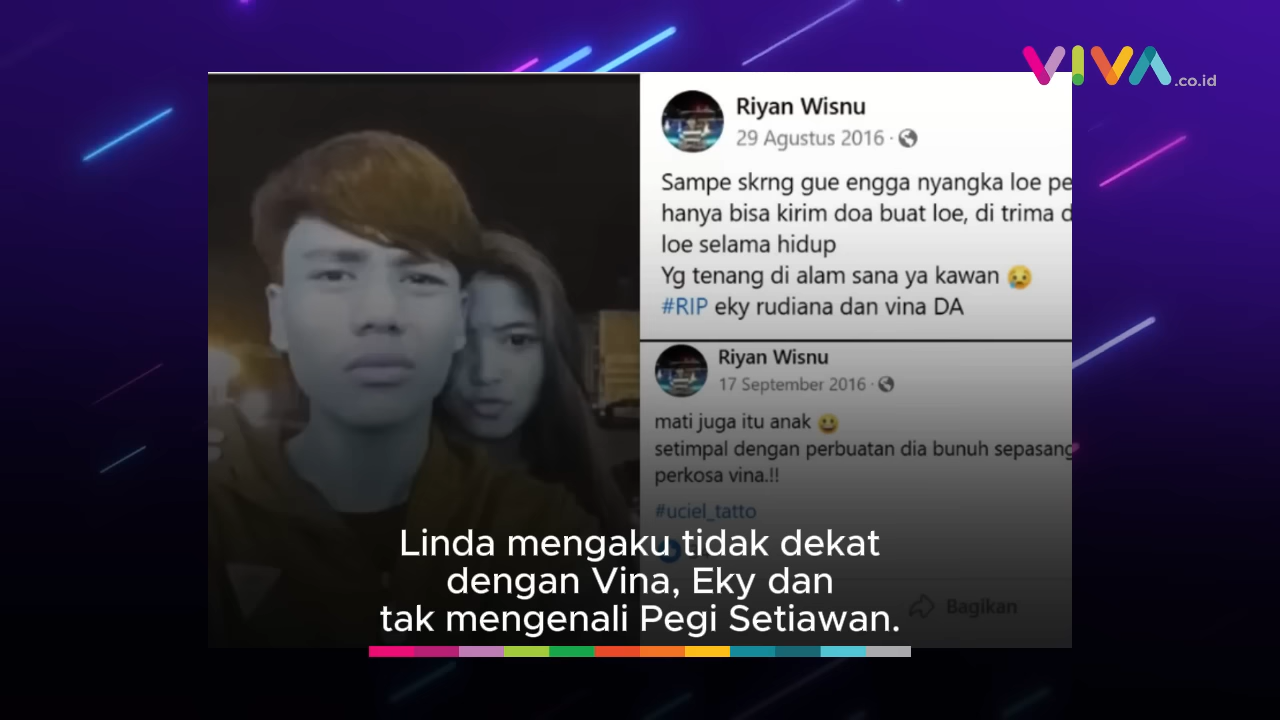 VIVA.co.id
Riyan Wisnu
29 Agustus 2016 ·
Sampe skrng gue engga nyangka loe pe
hanya bisa kirim doa buat loe, di trima d
loe selama hidup
Yg tenang di alam sana ya kawan 😢
#RIP eky rudiana dan vina DA
Riyan Wisnu
17 September 2016 ·
mati juga itu anak 😀
setimpal dengan perbuatan dia bunuh sepasang
perkosa vina.!!
#uciel_tatto
Bagikan
Linda mengaku tidak dekat
dengan Vina, Eky dan
tak mengenali Pegi Setiawan.